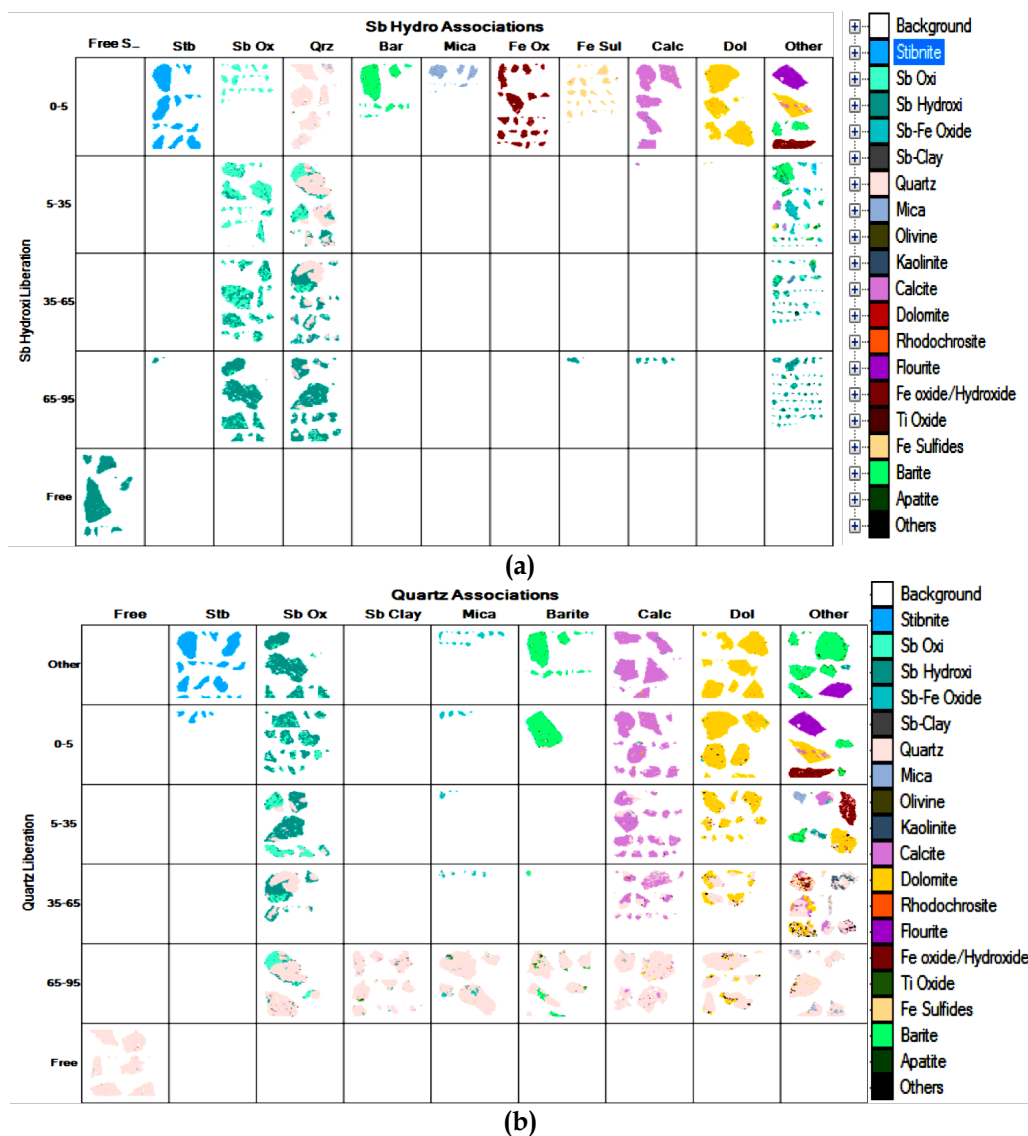 Sb Hydro Associations
Free S_ Stb Sb Ox Qrz Bar Mica Fe Ox Fe Sul Calc Dol Other
Sb Hydroxi Liberation
0-5
5-35
35-65
65-95
Free
Background
Stibnite
Sb Oxi
Sb Hydroxi
Sb-Fe Oxide
Sb-Clay
Quartz
Mica
Olivine
Kaolinite
Calcite
Dolomite
Rhodochrosite
Flourite
Fe oxide/Hydroxide
Ti Oxide
Fe Sulfides
Barite
Apatite
Others
(a)
Quartz Associations
Free Stb Sb Ox Sb Clay Mica Barite Calc Dol Other
Quartz Liberation
Other
0-5
5-35
35-65
65-95
Free
Background
Stibnite
Sb Oxi
Sb Hydroxi
Sb-Fe Oxide
Sb-Clay
Quartz
Mica
Olivine
Kaolinite
Calcite
Dolomite
Rhodochrosite
Flourite
Fe oxide/Hydroxide
Ti Oxide
Fe Sulfides
Barite
Apatite
Others
(b)